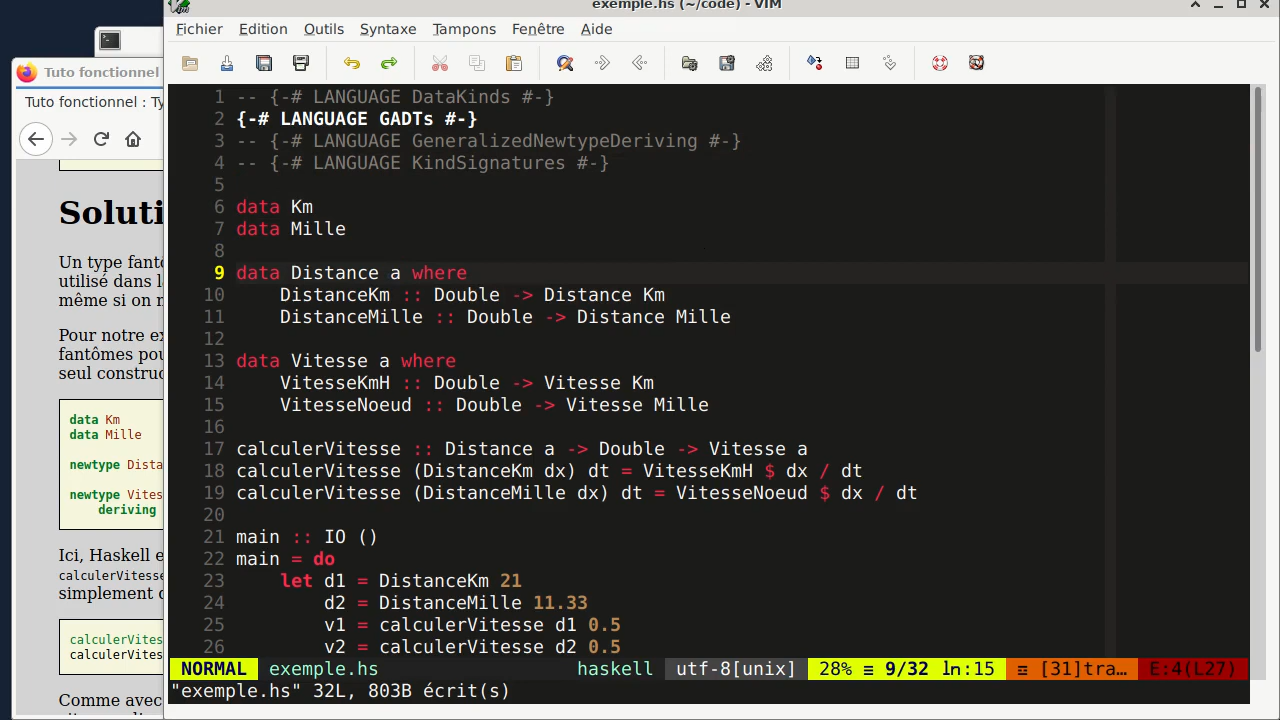 exemple.hs (~/code) - VIM
Fichier Edition Outils Syntaxe Tampons Fenêtre Aide
Tuto fonctionnel
Tuto fonctionnel : Ty
Soluti
Un type fant
utilisé dans l
même si on n
Pour notre ex
fantômes pou
seul construc
data Km
data Mille
newtype Dista
newtype Vites
deriving
Ici, Haskell e
calculerVitesse
simplement d
calculerVites
calculerVites
Comme avec
1 -- {-# LANGUAGE DataKinds #-}
2 {-# LANGUAGE GADTs #-}
3 -- {-# LANGUAGE GeneralizedNewtypeDeriving #-}
4 -- {-# LANGUAGE KindSignatures #-}
5
6 data Km
7 data Mille
8
9 data Distance a where
10     DistanceKm :: Double -> Distance Km
11     DistanceMille :: Double -> Distance Mille
12
13 data Vitesse a where
14     VitesseKmH :: Double -> Vitesse Km
15     VitesseNoeud :: Double -> Vitesse Mille
16
17 calculerVitesse :: Distance a -> Double -> Vitesse a
18 calculerVitesse (DistanceKm dx) dt = VitesseKmH $ dx / dt
19 calculerVitesse (DistanceMille dx) dt = VitesseNoeud $ dx / dt
20
21 main :: IO ()
22 main = do
23     let d1 = DistanceKm 21
24         d2 = DistanceMille 11.33
25         v1 = calculerVitesse d1 0.5
26         v2 = calculerVitesse d2 0.5
NORMAL exemple.hs haskell utf-8[unix] 28% ≡ 9/32 ln:15 ≡ [31]tra… E:4(L27)
"exemple.hs" 32L, 803B écrit(s)